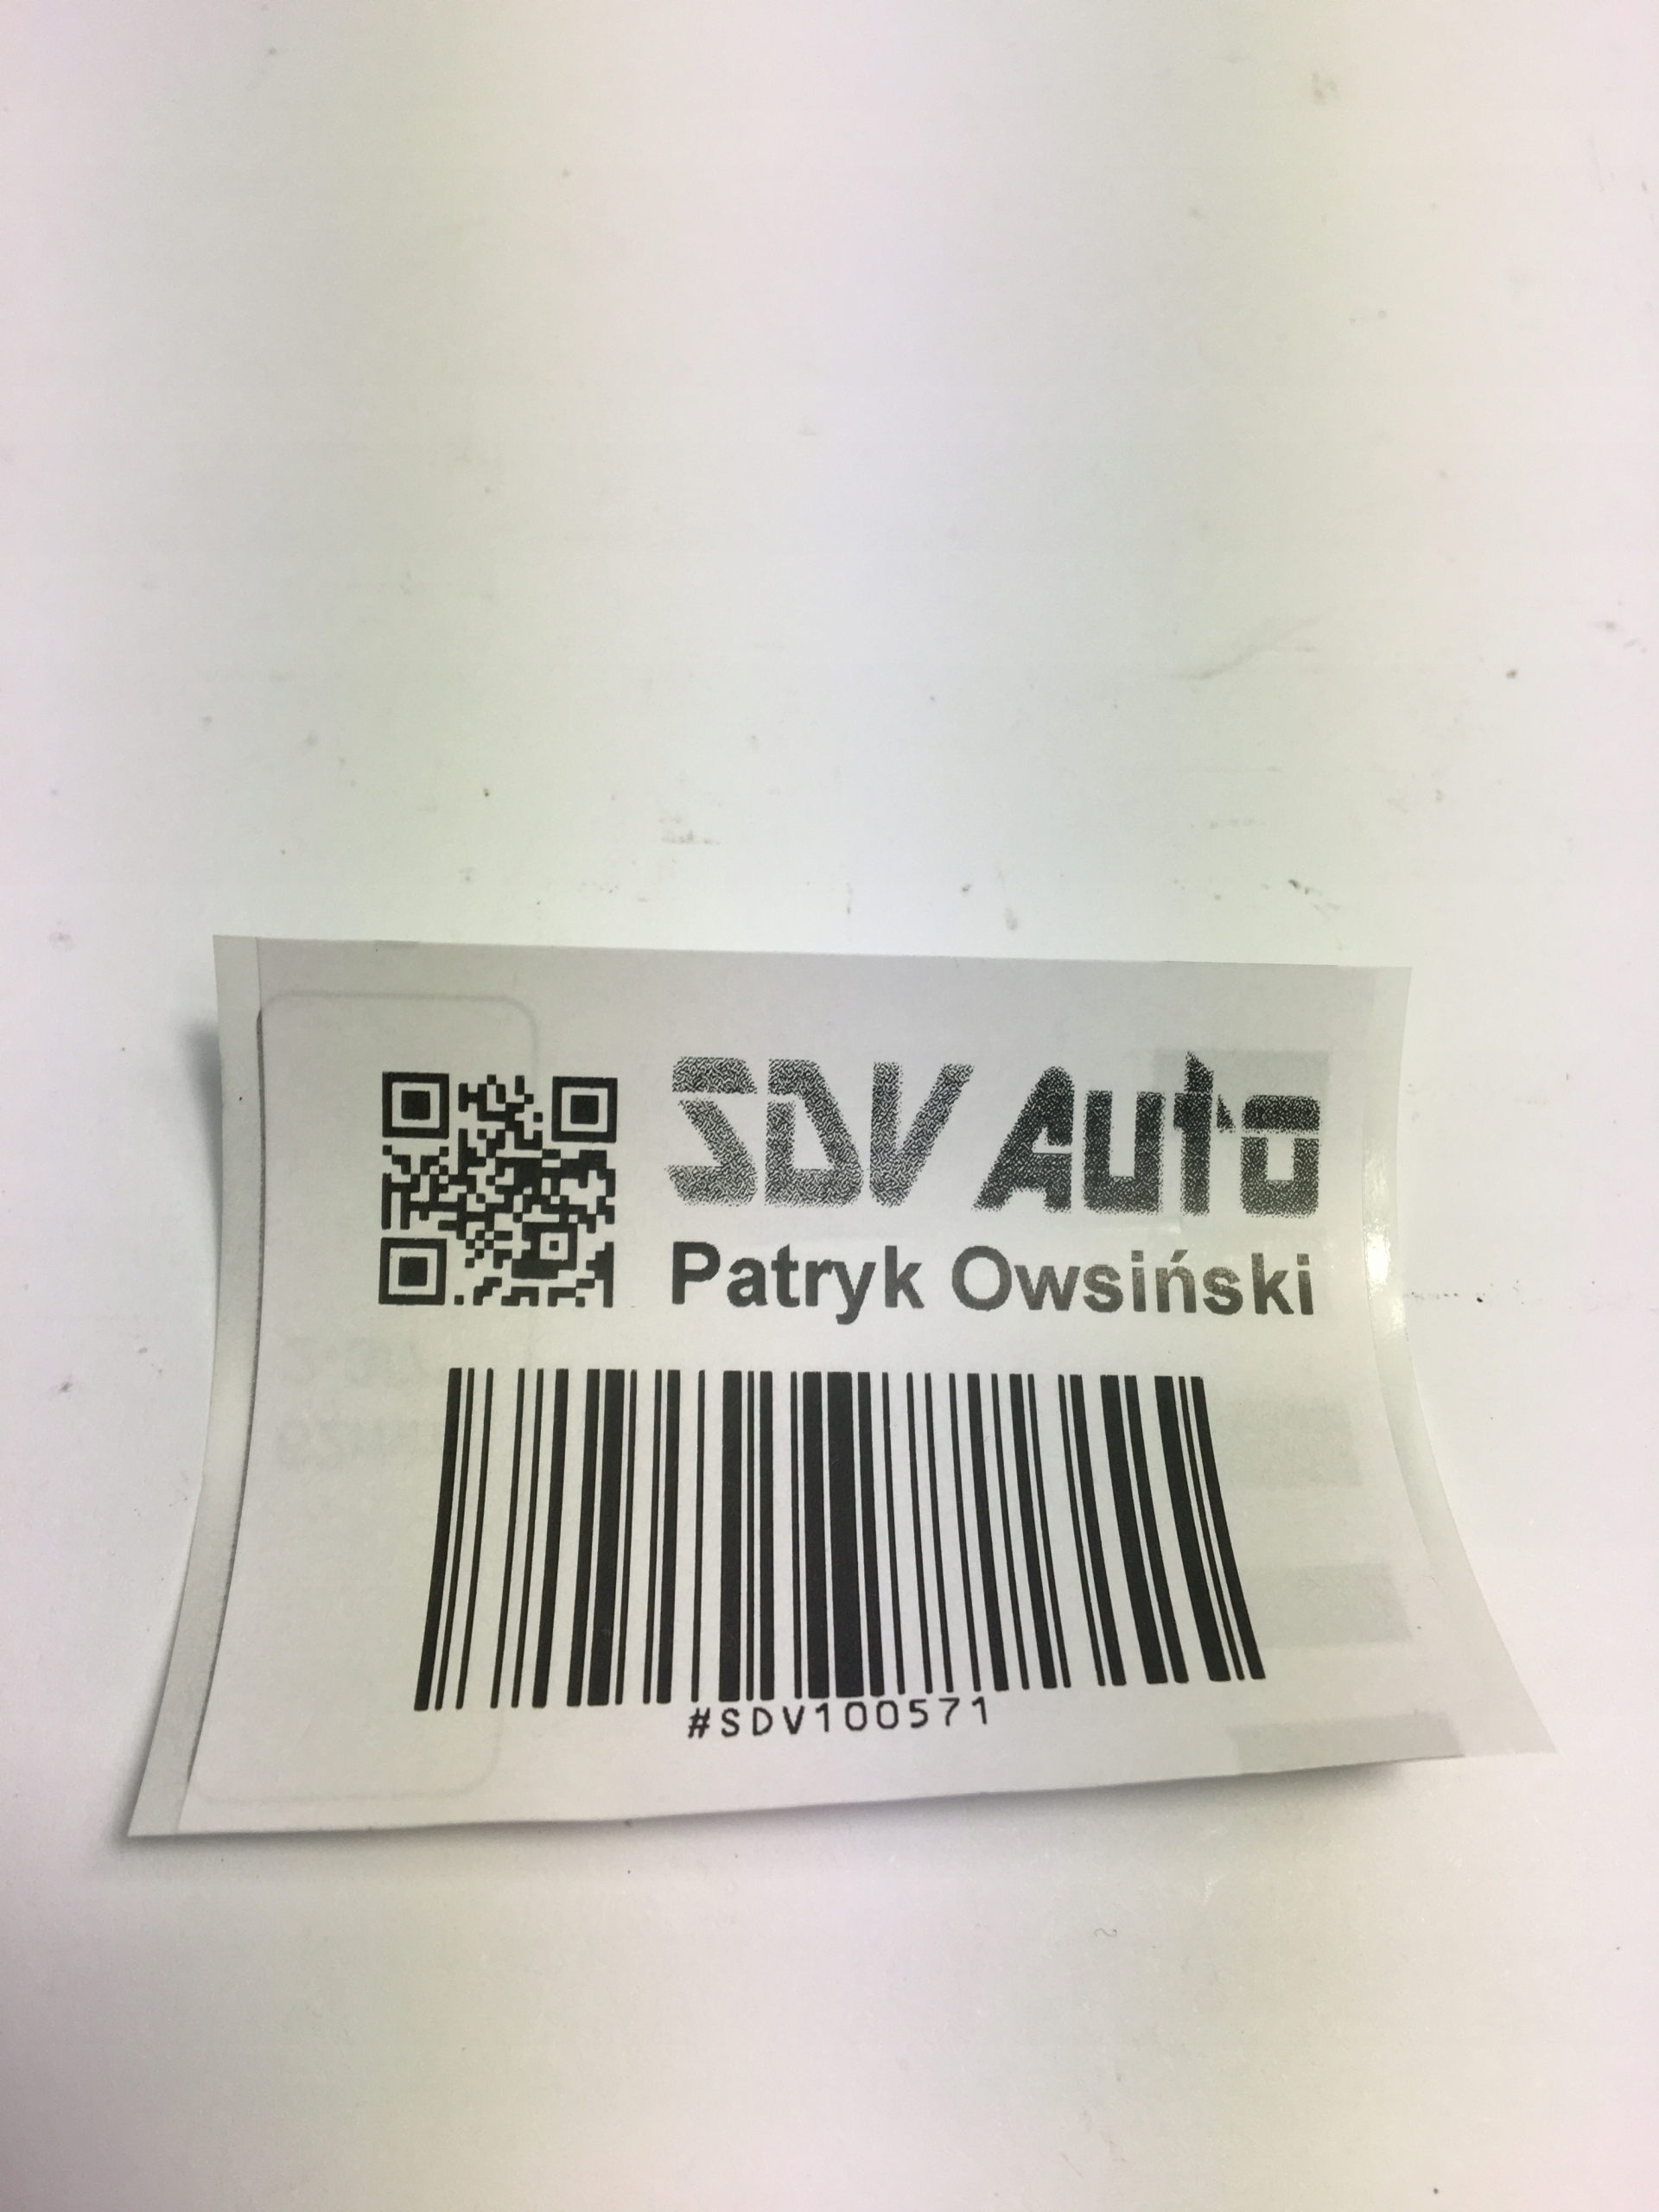 SDV Auto
Patryk Owsiński
#SDV100571